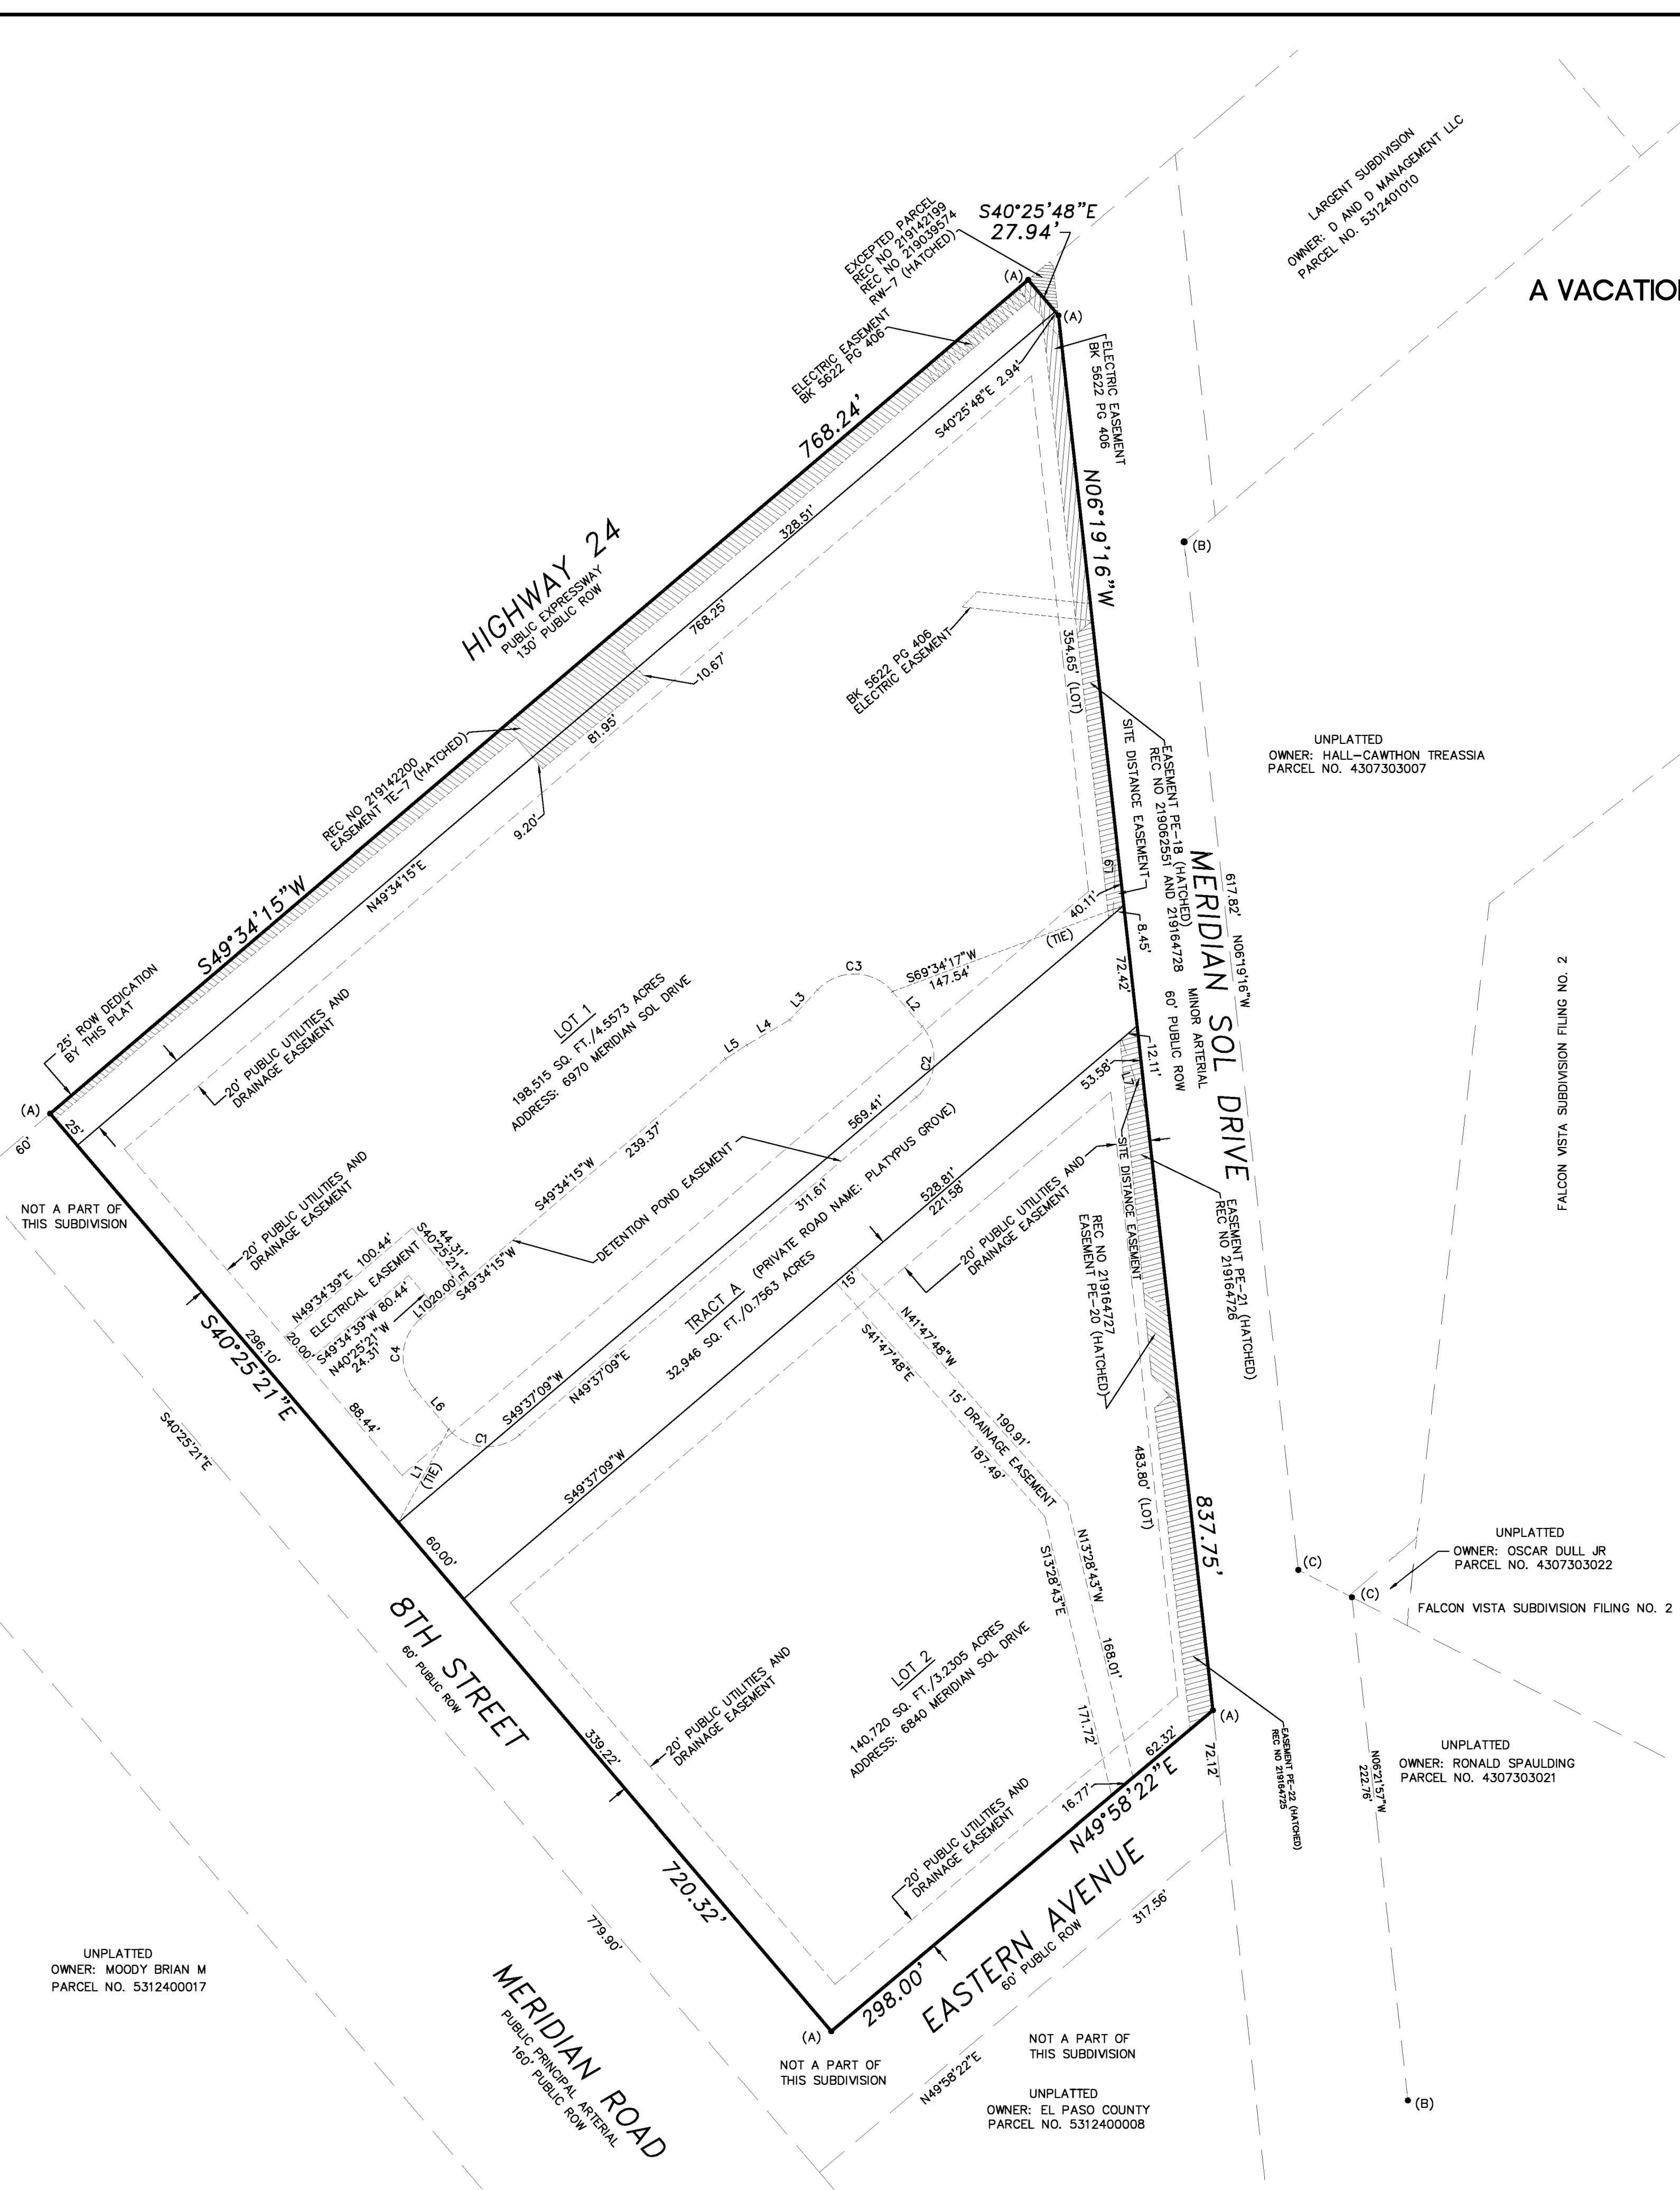 LARGENT SUBDIVISION
OWNER: D AND D MANAGEMENT LLC
PARCEL NO. 5312401010
EXCEPTED PARCEL
REC NO 219142199
REC NO 219039574
RW-7 (HATCHED)
S40°25'48"E
27.94'
(A)
(A)
A VACATION
ELECTRIC EASEMENT
BK 5622 PG 406
ELECTRIC EASEMENT
BK 5622 PG 406
S40°25'48"E 2.94'
768.24'
328.51'
N06°19'16"W
(B)
HIGHWAY 24
PUBLIC EXPRESSWAY
130' PUBLIC ROW
768.25'
10.67'
81.95'
BK 5622 PG 406
ELECTRIC EASEMENT
354.65' (LOT)
UNPLATTED
OWNER: HALL-CAWTHON TREASSIA
PARCEL NO. 4307303007
REC NO 219142200
EASEMENT TE-7 (HATCHED)
9.20'
SITE DISTANCE EASEMENT
EASEMENT PE-18 (HATCHED)
REC NO 219062551 AND 219164728
N49°34'15"E
S49°34'15"W
40.11'
8.45'
72.42'
(TIE)
S69°34'17"W
147.54'
MERIDIAN SOL DRIVE
MINOR ARTERIAL
60' PUBLIC ROW
617.82' N06°19'16"W
FALCON VISTA SUBDIVISION FILING NO. 2
25' ROW DEDICATION
BY THIS PLAT
20' PUBLIC UTILITIES AND
DRAINAGE EASEMENT
LOT 1
198,515 SQ. FT./4.5573 ACRES
ADDRESS: 6970 MERIDIAN SOL DRIVE
C3
L2
L3
L4
L5
C2
12.11'
53.58'
L7
(A)
60'
25'
569.41'
239.37'
S49°34'15"W
NOT A PART OF
THIS SUBDIVISION
20' PUBLIC UTILITIES AND
DRAINAGE EASEMENT
DETENTION POND EASEMENT
311.61'
TRACT A (PRIVATE ROAD NAME: PLATYPUS GROVE)
32,946 SQ. FT./0.7563 ACRES
528.81'
221.58'
20' PUBLIC UTILITIES AND
DRAINAGE EASEMENT
SITE DISTANCE EASEMENT
EASEMENT PE-21 (HATCHED)
REC NO 219164726
REC NO 219164727
EASEMENT PE-20 (HATCHED)
N49°34'39"E 100.44'
44.31'
S40°25'21"E
ELECTRICAL EASEMENT
S49°34'39"W 80.44'
N40°25'21"W
24.31'
L10
20.00'
S49°34'15"W
20.00'
C4
L6
88.44'
C1
L1
(TIE)
S49°37'09"W
N49°37'09"E
S49°37'09"W
15'
N41°47'48"W
S41°47'48"E
15' DRAINAGE EASEMENT
190.91'
187.49'
296.10'
S40°25'21"E
S40°25'21"E
60.00'
483.80' (LOT)
837.75'
S13°28'43"E
N13°28'43"W
168.01'
171.72'
(C)
(C)
UNPLATTED
OWNER: OSCAR DULL JR
PARCEL NO. 4307303022
FALCON VISTA SUBDIVISION FILING NO. 2
8TH STREET
60' PUBLIC ROW
339.22'
20' PUBLIC UTILITIES AND
DRAINAGE EASEMENT
LOT 2
140,720 SQ. FT./3.2305 ACRES
ADDRESS: 6840 MERIDIAN SOL DRIVE
(A)
62.32'
72.12'
16.77'
EASEMENT PE-22 (HATCHED)
REC NO 219164725
N06°21'57"W
222.76'
UNPLATTED
OWNER: RONALD SPAULDING
PARCEL NO. 4307303021
20' PUBLIC UTILITIES AND
DRAINAGE EASEMENT
N49°58'22"E
720.32'
779.90'
EASTERN AVENUE
60' PUBLIC ROW
317.56'
298.00'
UNPLATTED
OWNER: MOODY BRIAN M
PARCEL NO. 5312400017
MERIDIAN ROAD
PUBLIC PRINCIPAL ARTERIAL
160' PUBLIC ROW
(A)
NOT A PART OF
THIS SUBDIVISION
NOT A PART OF
THIS SUBDIVISION
N49°58'22"E
UNPLATTED
OWNER: EL PASO COUNTY
PARCEL NO. 5312400008
(B)